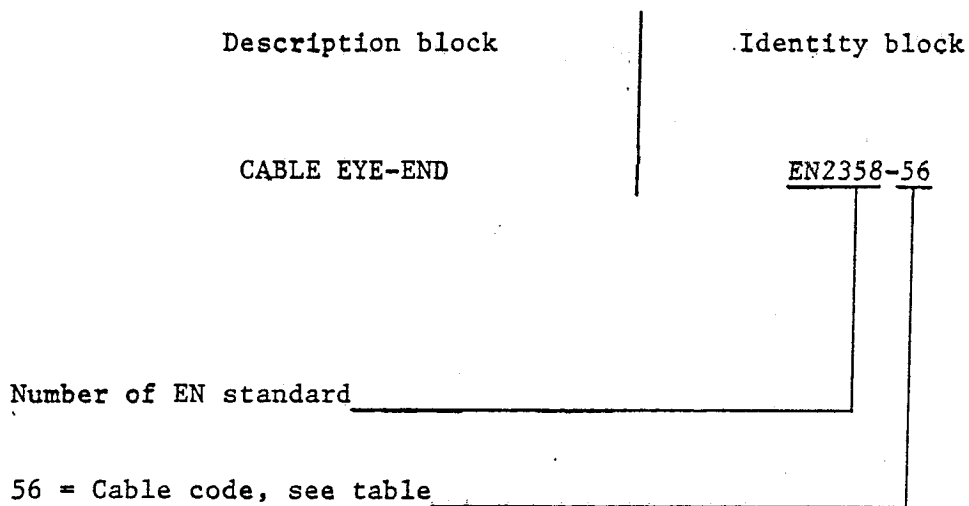 Description block Identity block
CABLE EYE-END EN2358-56
Number of EN standard
56 = Cable code, see table